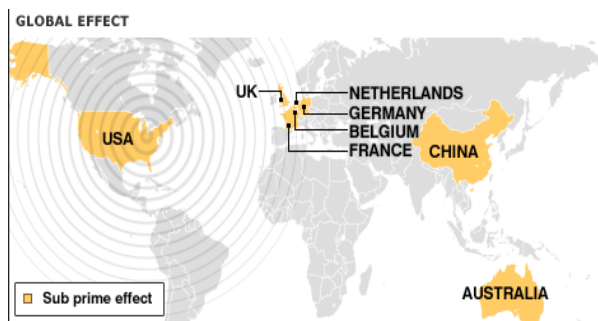 GLOBAL EFFECT
UK
NETHERLANDS
GERMANY
BELGIUM
FRANCE
USA
CHINA
AUSTRALIA
Sub prime effect